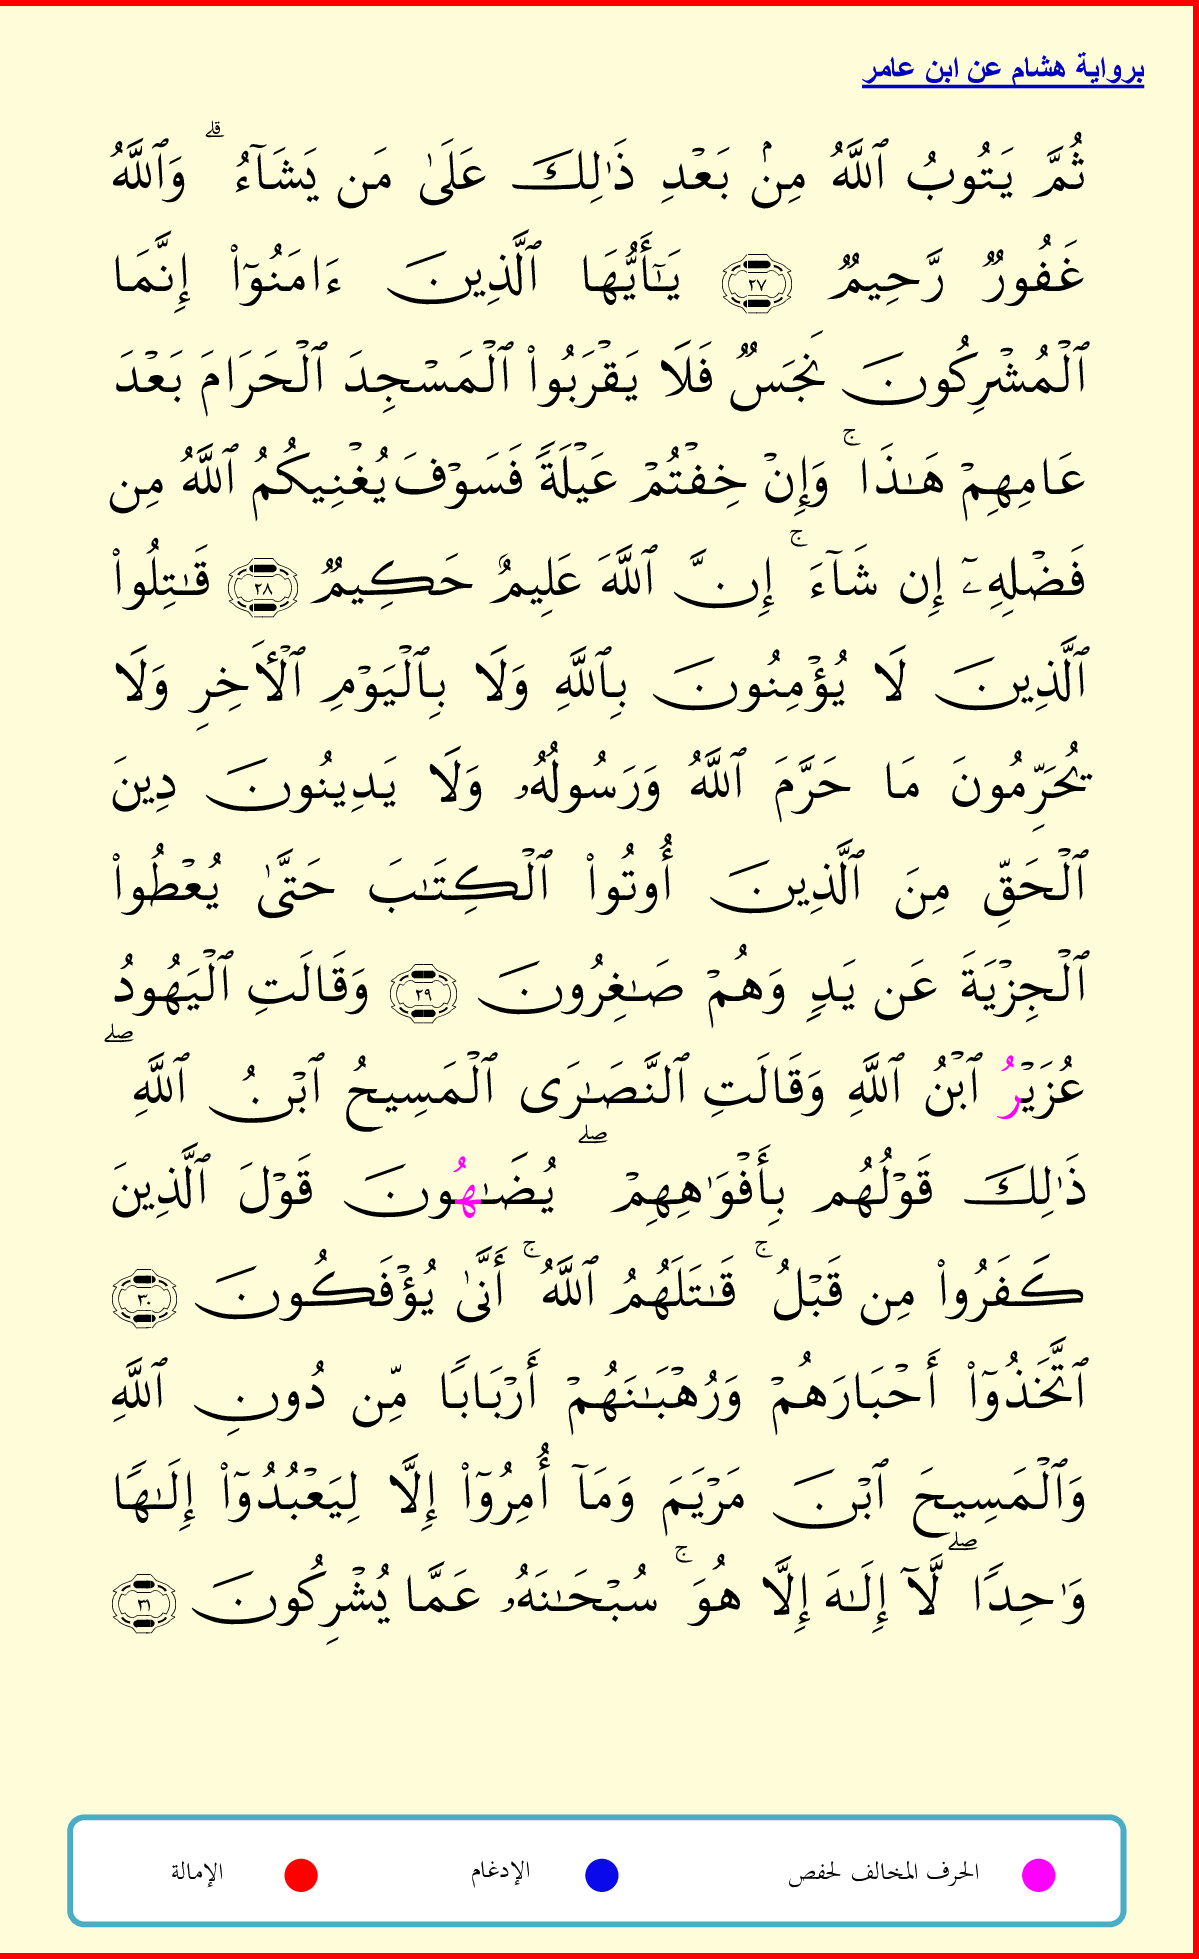 برواية هشام عن ابن عامر
ثُمَّ يَتُوبُ ٱللَّهُ مِنۢ بَعْدِ ذَٰلِكَ عَلَىٰ مَن يَشَآءُ ۗ وَٱللَّهُ
غَفُورٌ رَّحِيمٌ ٢٧ يَـٰٓأَيُّهَا ٱلَّذِينَ ءَامَنُوٓا۟ إِنَّمَا
ٱلْمُشْرِكُونَ نَجَسٌ فَلَا يَقْرَبُوا۟ ٱلْمَسْجِدَ ٱلْحَرَامَ بَعْدَ
عَامِهِمْ هَـٰذَا ۚ وَإِنْ خِفْتُمْ عَيْلَةً فَسَوْفَ يُغْنِيكُمُ ٱللَّهُ مِن
فَضْلِهِۦٓ إِن شَآءَ ۚ إِنَّ ٱللَّهَ عَلِيمٌ حَكِيمٌ ٢٨ قَـٰتِلُوا۟
ٱلَّذِينَ لَا يُؤْمِنُونَ بِٱللَّهِ وَلَا بِٱلْيَوْمِ ٱلْـَٔاخِرِ وَلَا
يُحَرِّمُونَ مَا حَرَّمَ ٱللَّهُ وَرَسُولُهُۥ وَلَا يَدِينُونَ دِينَ
ٱلْحَقِّ مِنَ ٱلَّذِينَ أُوتُوا۟ ٱلْكِتَـٰبَ حَتَّىٰ يُعْطُوا۟
ٱلْجِزْيَةَ عَن يَدٍ وَهُمْ صَـٰغِرُونَ ٢٩ وَقَالَتِ ٱلْيَهُودُ
عُزَيْرُ ٱبْنُ ٱللَّهِ وَقَالَتِ ٱلنَّصَـٰرَى ٱلْمَسِيحُ ٱبْنُ ٱللَّهِ ۖ
ذَٰلِكَ قَوْلُهُم بِأَفْوَٰهِهِمْ ۖ يُضَـٰهُونَ قَوْلَ ٱلَّذِينَ
كَفَرُوا۟ مِن قَبْلُ ۚ قَـٰتَلَهُمُ ٱللَّهُ ۚ أَنَّىٰ يُؤْفَكُونَ ٣٠
ٱتَّخَذُوٓا۟ أَحْبَارَهُمْ وَرُهْبَـٰنَهُمْ أَرْبَابًا مِّن دُونِ ٱللَّهِ
وَٱلْمَسِيحَ ٱبْنَ مَرْيَمَ وَمَآ أُمِرُوٓا۟ إِلَّا لِيَعْبُدُوٓا۟ إِلَـٰهًا
وَٰحِدًا ۖ لَّآ إِلَـٰهَ إِلَّا هُوَ ۚ سُبْحَـٰنَهُۥ عَمَّا يُشْرِكُونَ ٣١
الحرف المخالف لحفص الإدغام الإمالة